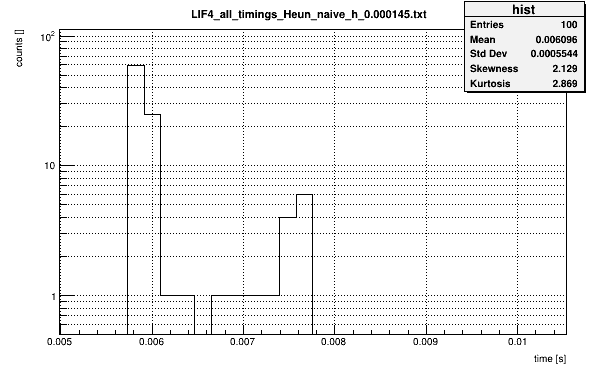 LIF4_all_timings_Heun_naive_h_0.000145.txt
hist
Entries 100
Mean 0.006096
Std Dev 0.0005544
Skewness 2.129
Kurtosis 2.869
counts []
10²
10
1
0.005 0.006 0.007 0.008 0.009 0.01
time [s]